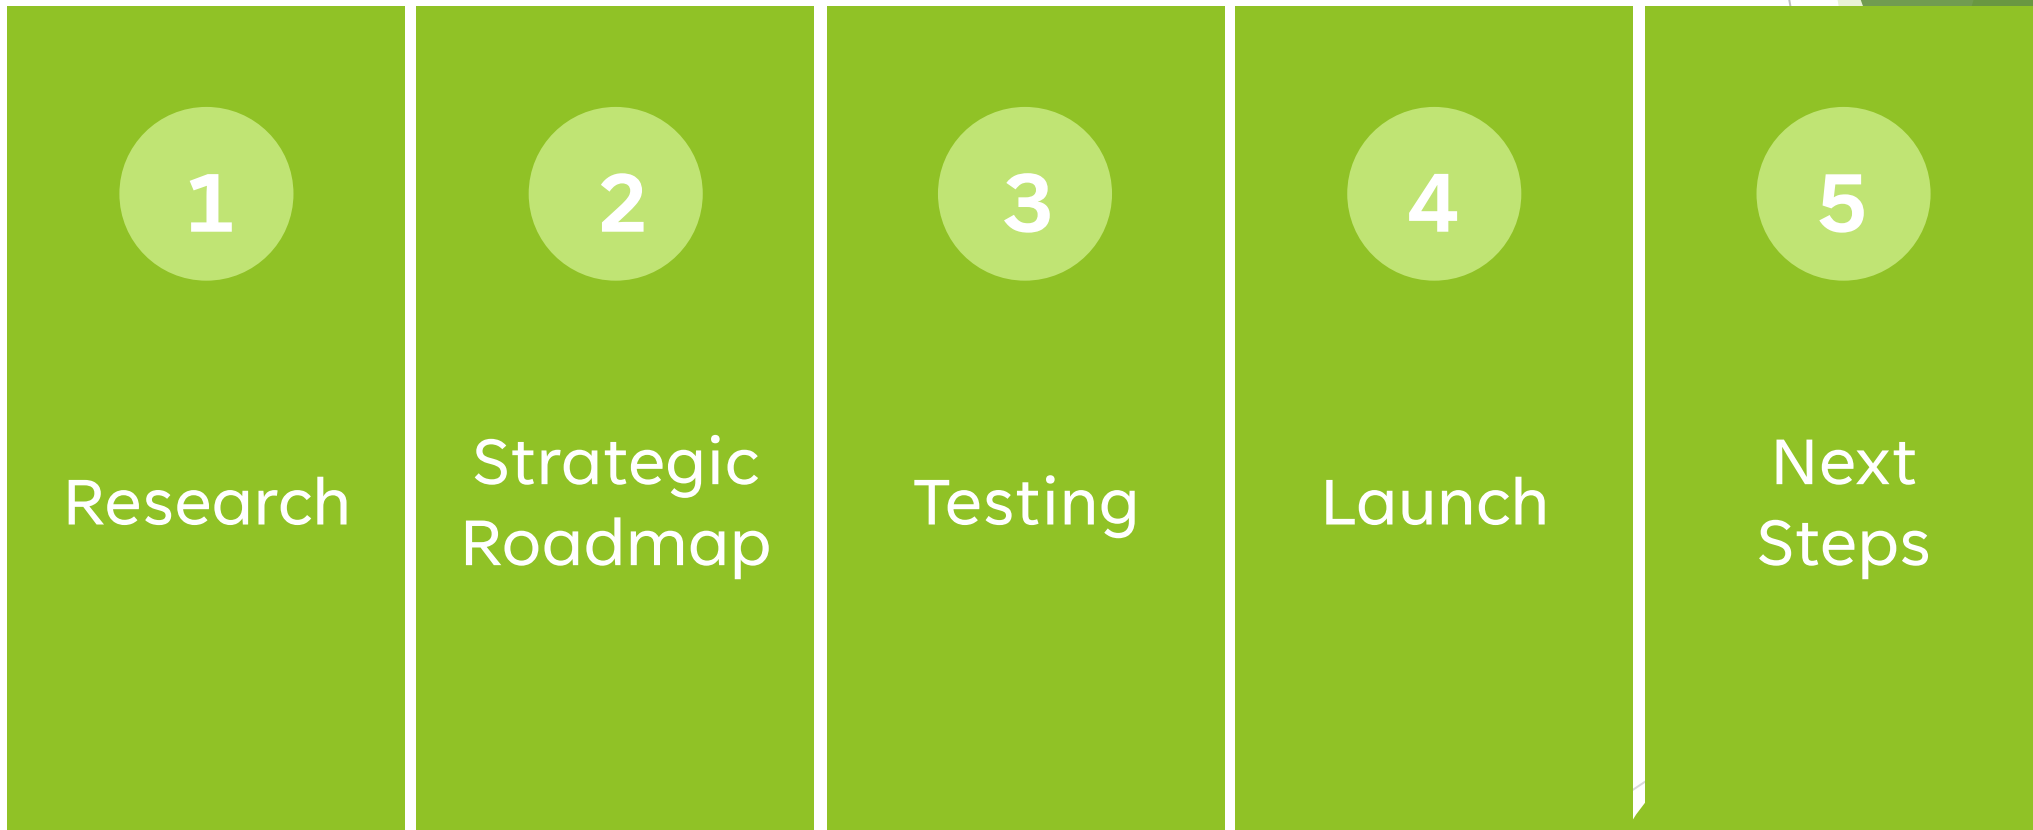 1
Research
2
Strategic
Roadmap
3
Testing
4
Launch
5
Next
Steps